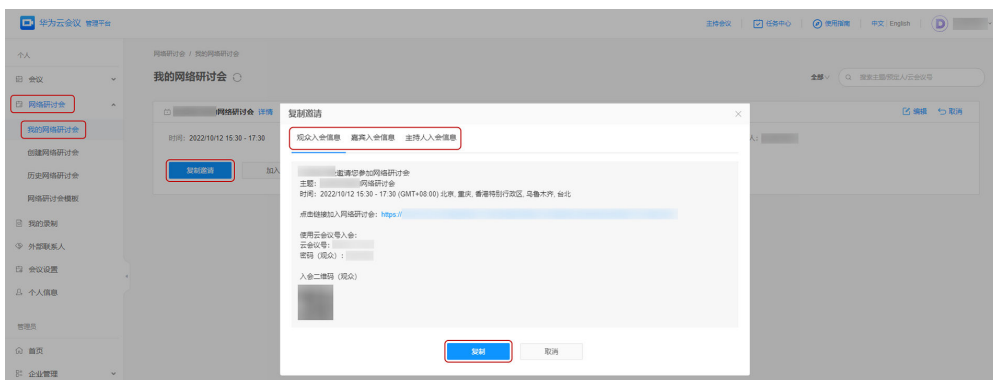 华为云会议 管理平台
主持会议 任务中心 使用指南 中文 English
个人
会议
网络研讨会
我的网络研讨会
创建网络研讨会
历史网络研讨会
网络研讨会模板
我的录制
外部联系人
会议设置
个人信息
管理员
首页
企业管理
网络研讨会 / 我的网络研讨会
我的网络研讨会
全部
网络研讨会 详情
编辑 取消
时间: 2022/10/12 15:30 - 17:30
复制邀请 加入
复制邀请
观众入会信息 嘉宾入会信息 主持人入会信息
:邀请您参加网络研讨会
主题: 网络研讨会
时间: 2022/10/12 15:30 - 17:30 (GMT+08:00) 北京, 重庆, 香港特别行政区, 乌鲁木齐, 台北
点击链接加入网络研讨会: https://
使用云会议号入会:
云会议号:
密码 (观众) :
入会二维码 (观众)
复制 取消